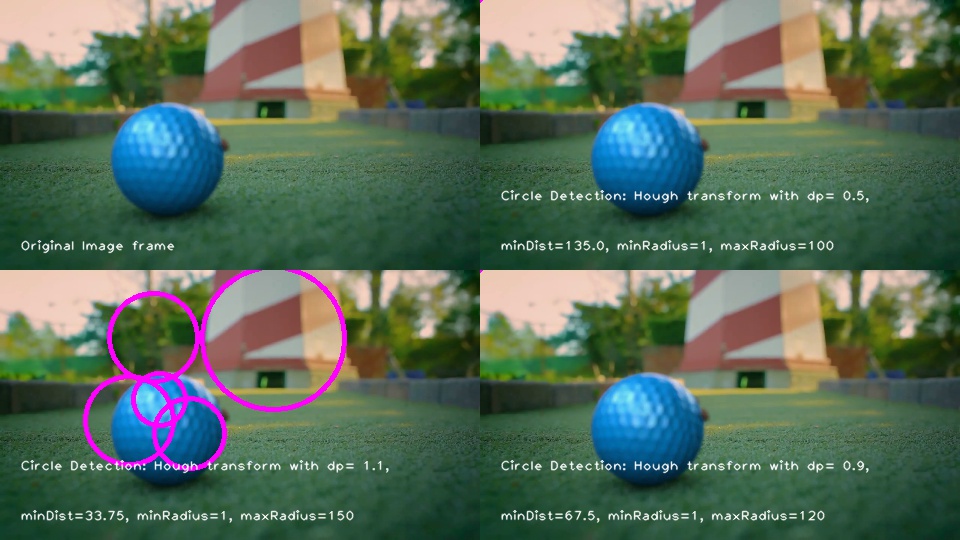 Original Image frame
Circle Detection: Hough transform with dp= 0.5,
minDist=135.0, minRadius=1, maxRadius=100
Circle Detection: Hough transform with dp= 1.1,
minDist=33.75, minRadius=1, maxRadius=150
Circle Detection: Hough transform with dp= 0.9,
minDist=67.5, minRadius=1, maxRadius=120